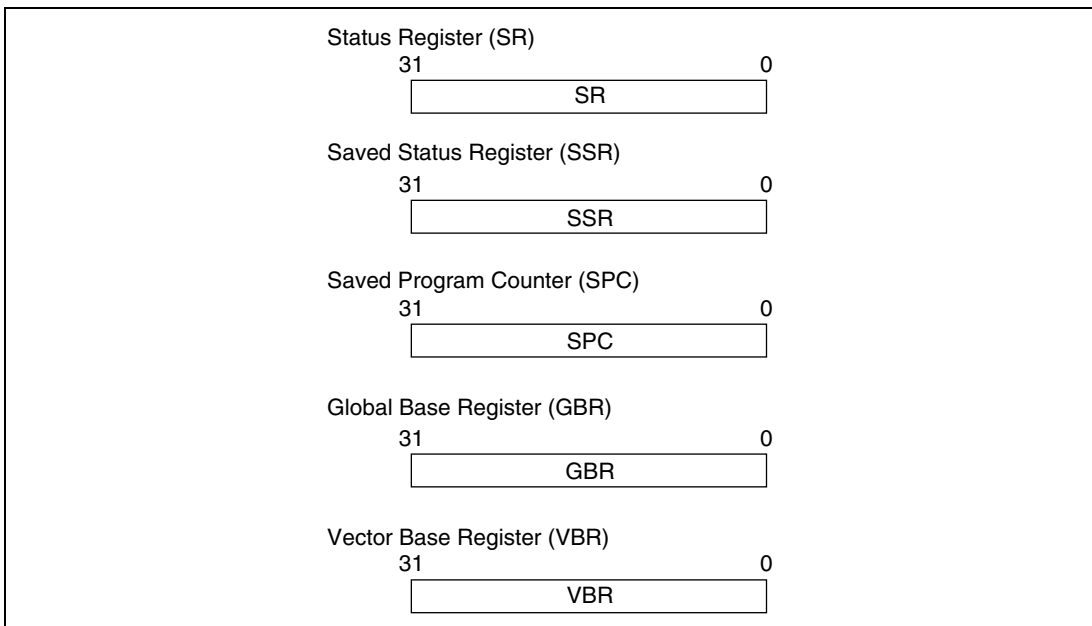 Status Register (SR)
31 0
SR
Saved Status Register (SSR)
31 0
SSR
Saved Program Counter (SPC)
31 0
SPC
Global Base Register (GBR)
31 0
GBR
Vector Base Register (VBR)
31 0
VBR